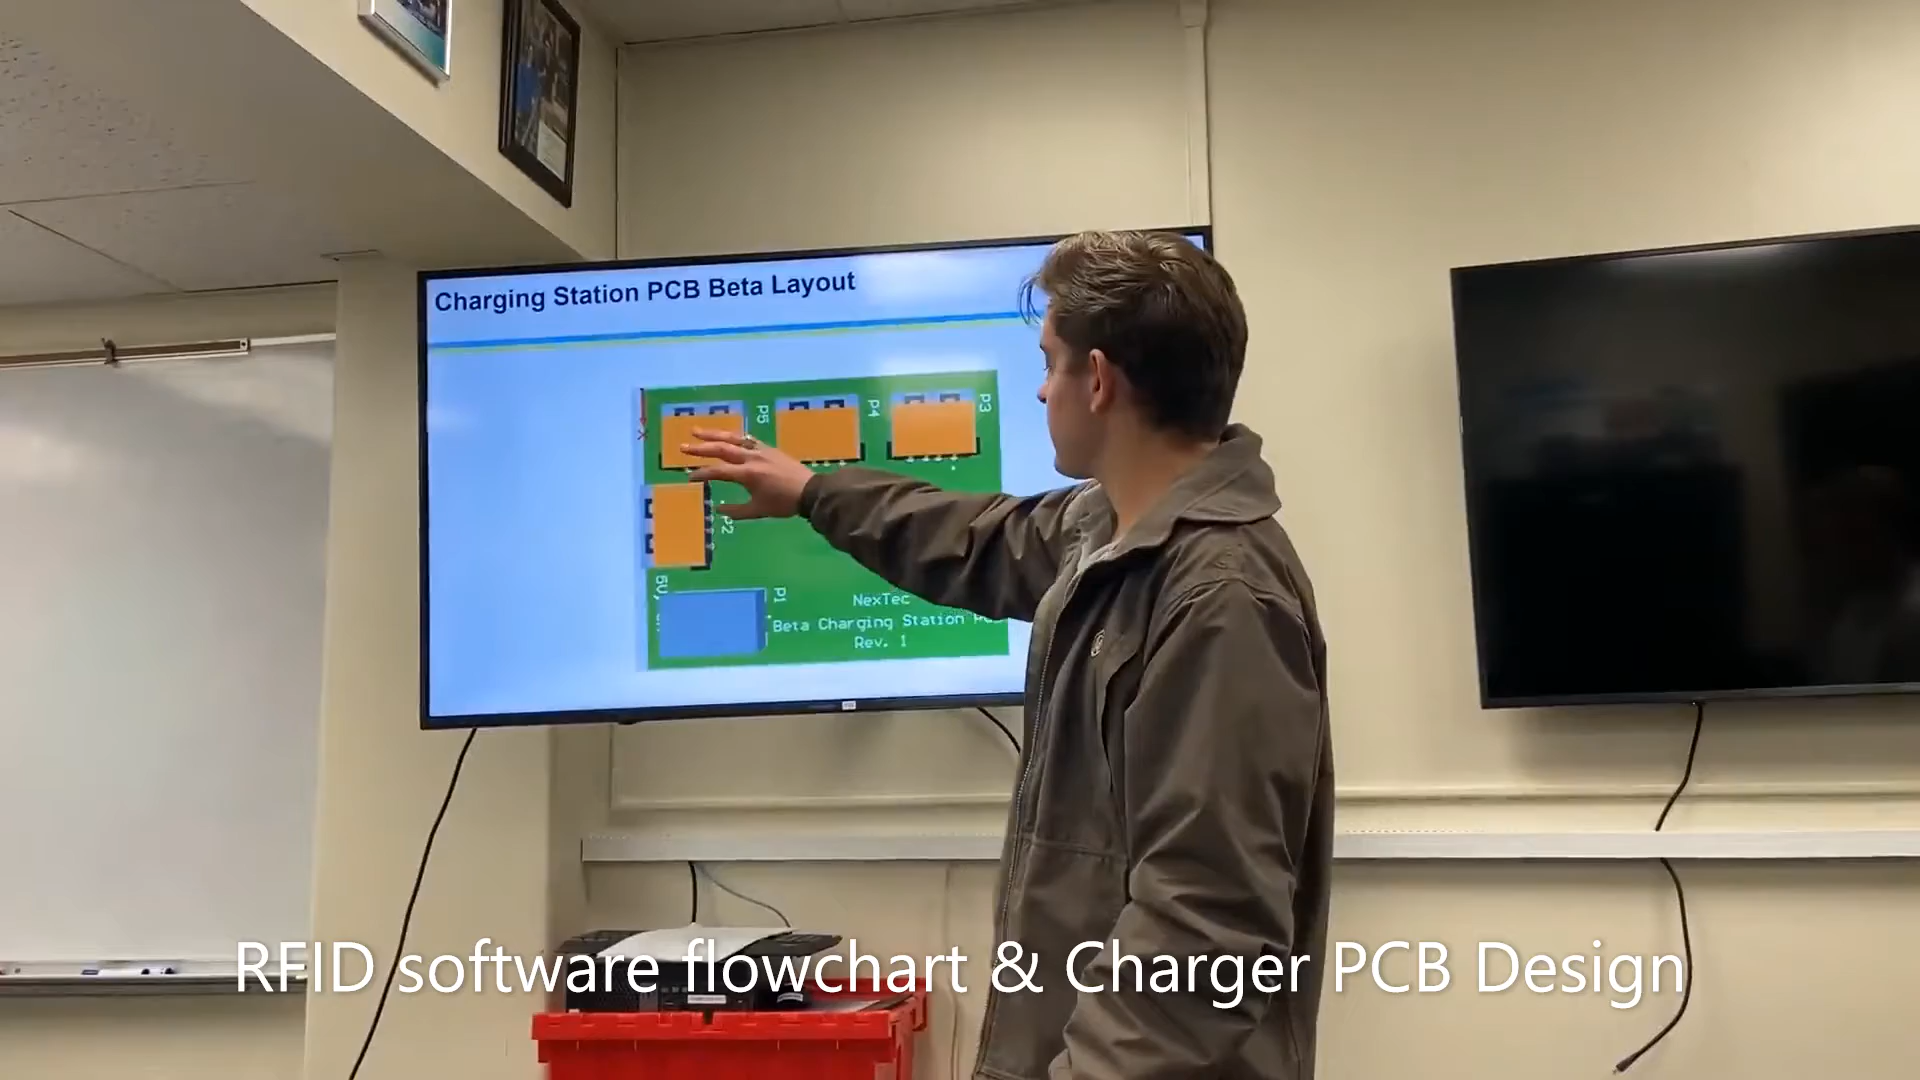 Charging Station PCB Beta Layout
P5
P4
P3
P2
P1
5V,
NexTec
Beta Charging Station
Rev. 1
RFID software flowchart & Charger PCB Design